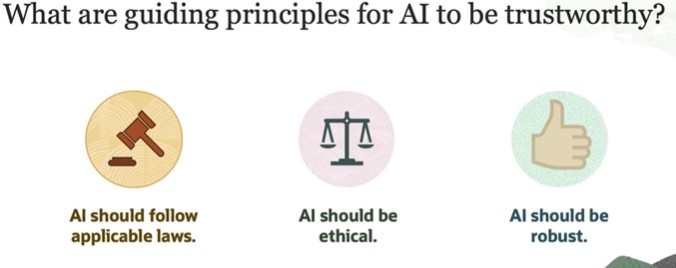 What are guiding principles for AI to be trustworthy?
AI should follow
applicable laws.
AI should be
ethical.
AI should be
robust.